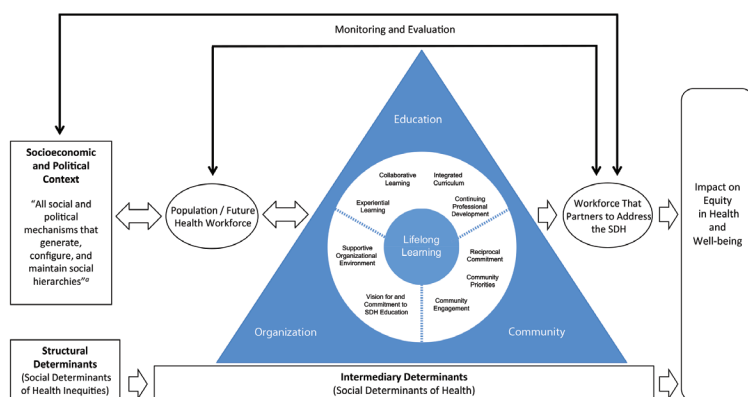 Monitoring and Evaluation
Education
Socioeconomic
and Political
Context
“All social and
political
mechanisms that
generate,
configure, and
maintain social
hierarchies”a
Population / Future
Health Workforce
Collaborative
Learning
Integrated
Curriculum
Experiential
Learning
Continuing
Professional
Development
Lifelong
Learning
Supportive
Organizational
Environment
Reciprocal
Commitment
Community
Priorities
Vision for and
Commitment to
SDH Education
Community
Engagement
Organization
Community
Workforce That
Partners to Address
the SDH
Impact on
Equity
in Health
and
Well-being
Structural
Determinants
(Social Determinants
of Health Inequities)
Intermediary Determinants
(Social Determinants of Health)